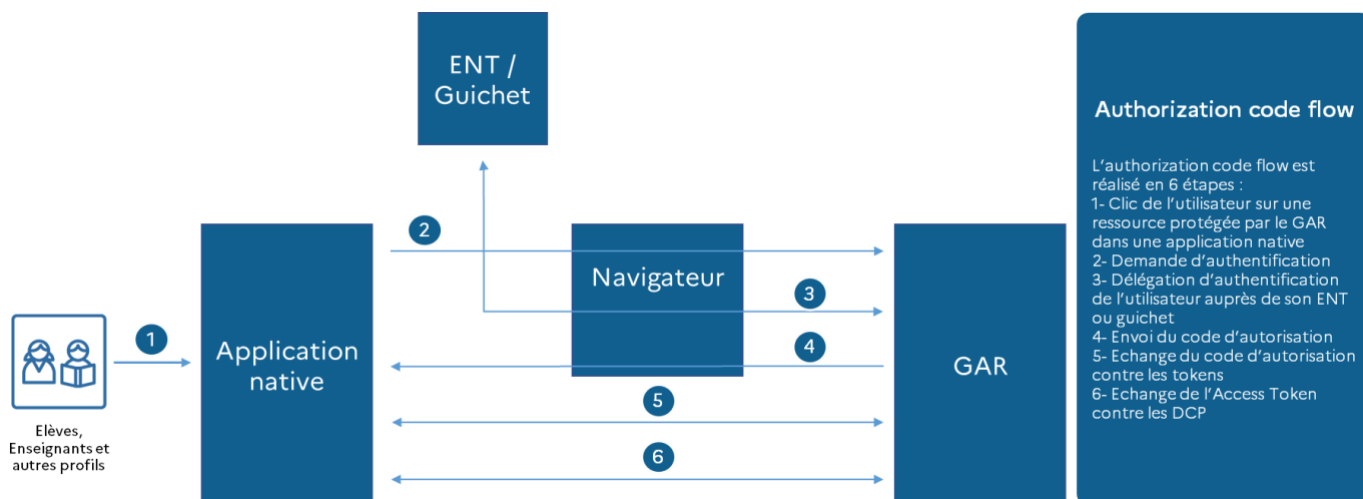 ENT /
Guichet
Authorization code flow
L'authorization code flow est
réalisé en 6 étapes :
1- Clic de l'utilisateur sur une
ressource protégée par le GAR
dans une application native
2- Demande d'authentification
3- Délégation d'authentification
de l'utilisateur auprès de son ENT
ou guichet
4- Envoi du code d'autorisation
5- Echange du code d'autorisation
contre les tokens
6- Echange de l'Access Token
contre les DCP
2
Navigateur
3
1
Application
native
4
GAR
5
6
Elèves,
Enseignants et
autres profils